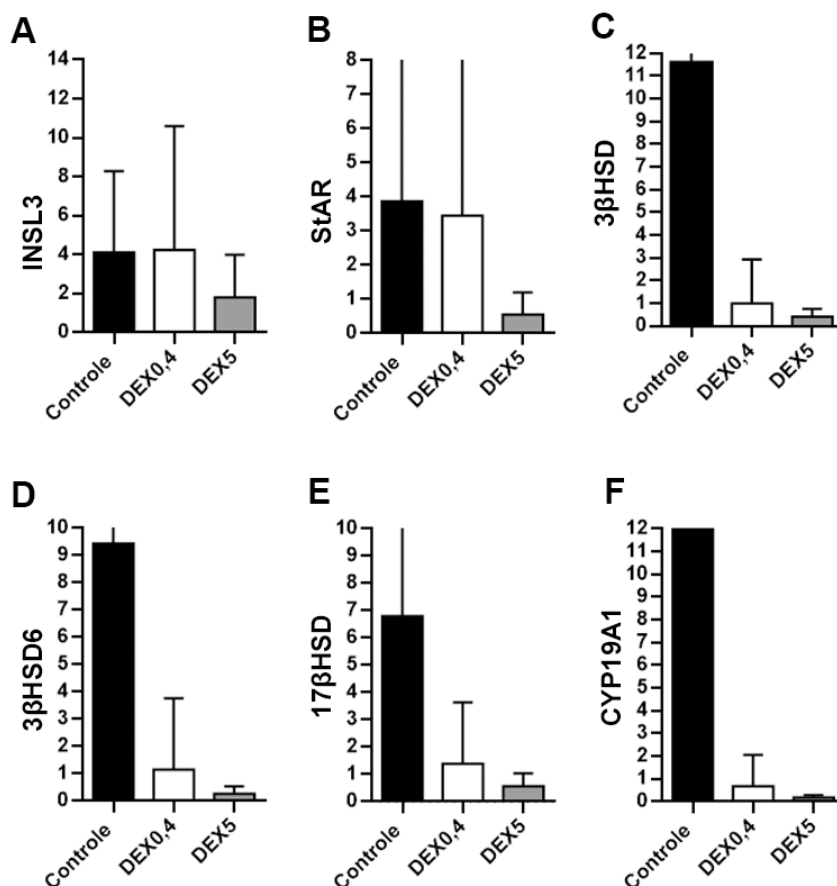 A
INSL3
14
12
10
8
6
4
2
0
Controle
DEX0,4
DEX5
B
StAR
8
7
6
5
4
3
2
1
0
Controle
DEX0,4
DEX5
C
3βHSD
12
11
10
9
8
7
6
5
4
3
2
1
0
Controle
DEX0,4
DEX5
D
3βHSD6
10
9
8
7
6
5
4
3
2
1
0
Controle
DEX0,4
DEX5
E
17βHSD
10
9
8
7
6
5
4
3
2
1
0
Controle
DEX0,4
DEX5
F
CYP19A1
12
11
10
9
8
7
6
5
4
3
2
1
0
Controle
DEX0,4
DEX5